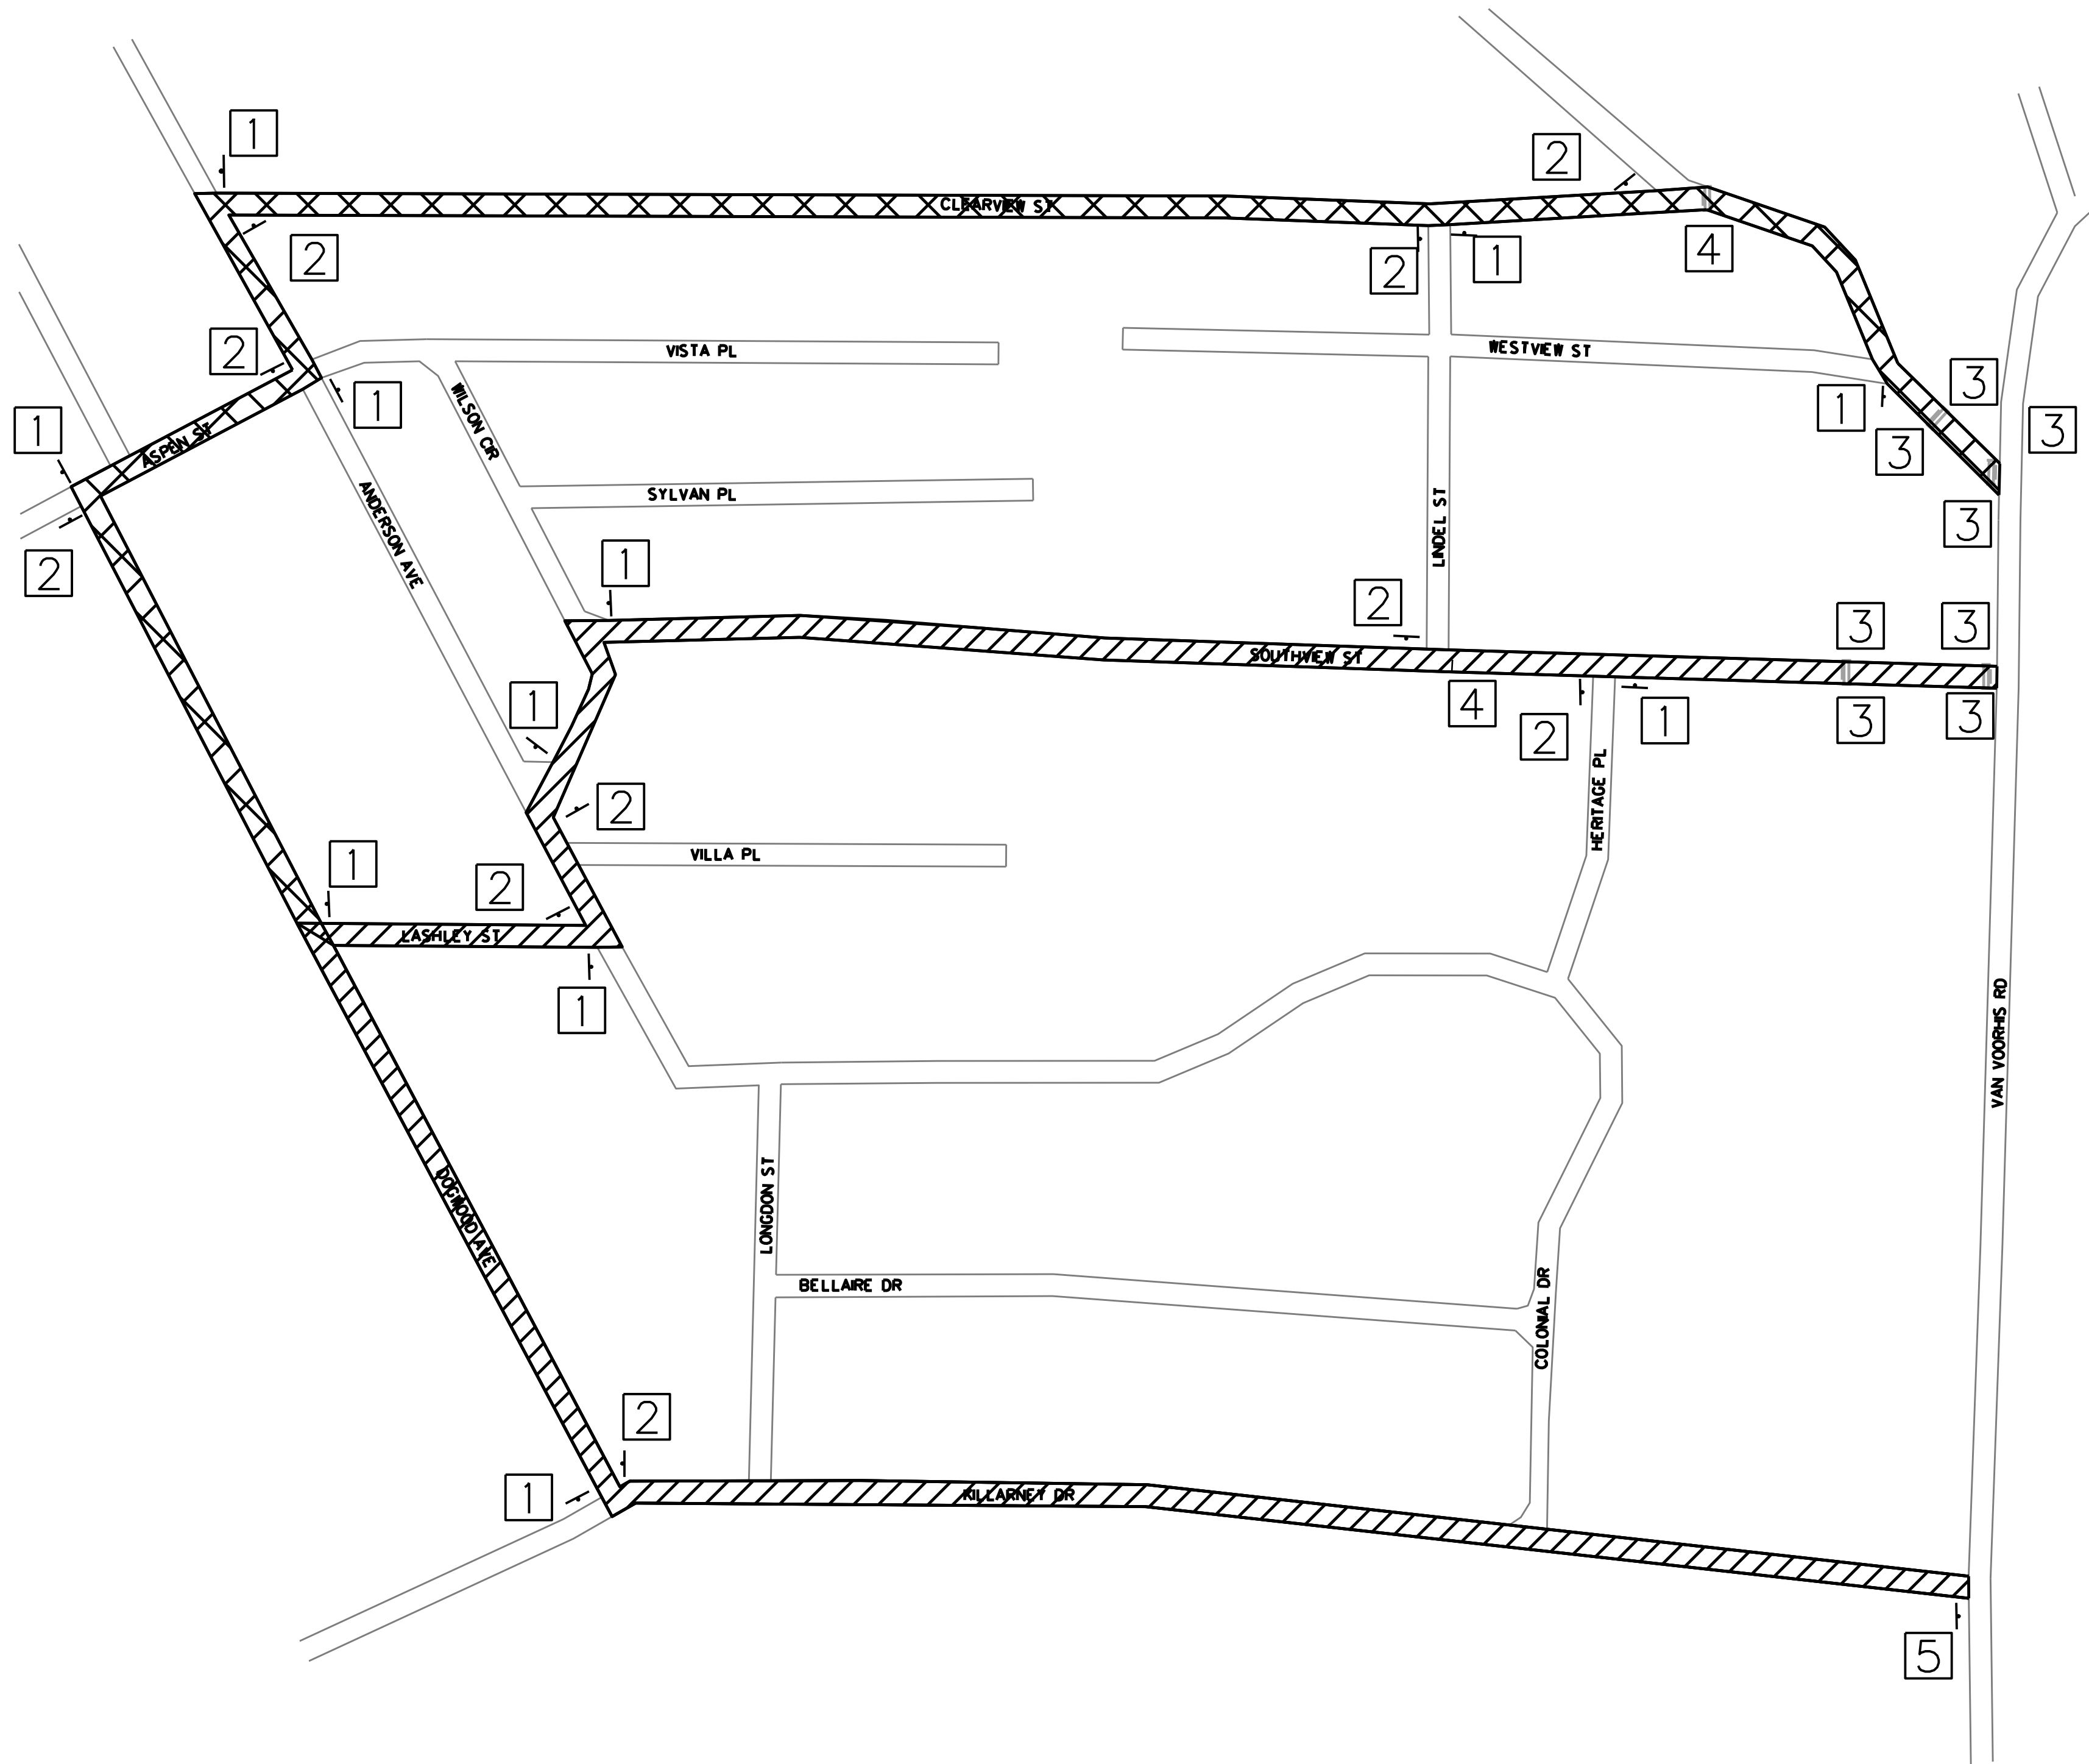 1
2
CLEARVIEW ST
2
4
2
1
2
VISTA PL
WESTVIEW ST
3
1
1
3
1
WILSON CIR
3
ASPEN ST
SYLVAN PL
ANDERSON AVE
LINDEL ST
3
2
1
2
3
3
SOUTHVIEW ST
1
4
2
1
3
3
HERITAGE PL
2
VILLA PL
1
2
LASHLEY ST
1
VAN VOORHIS RD
DOGWOOD AVE
LONGDON ST
BELLAIRE DR
COLONIAL DR
2
1
KILLARNEY DR
5